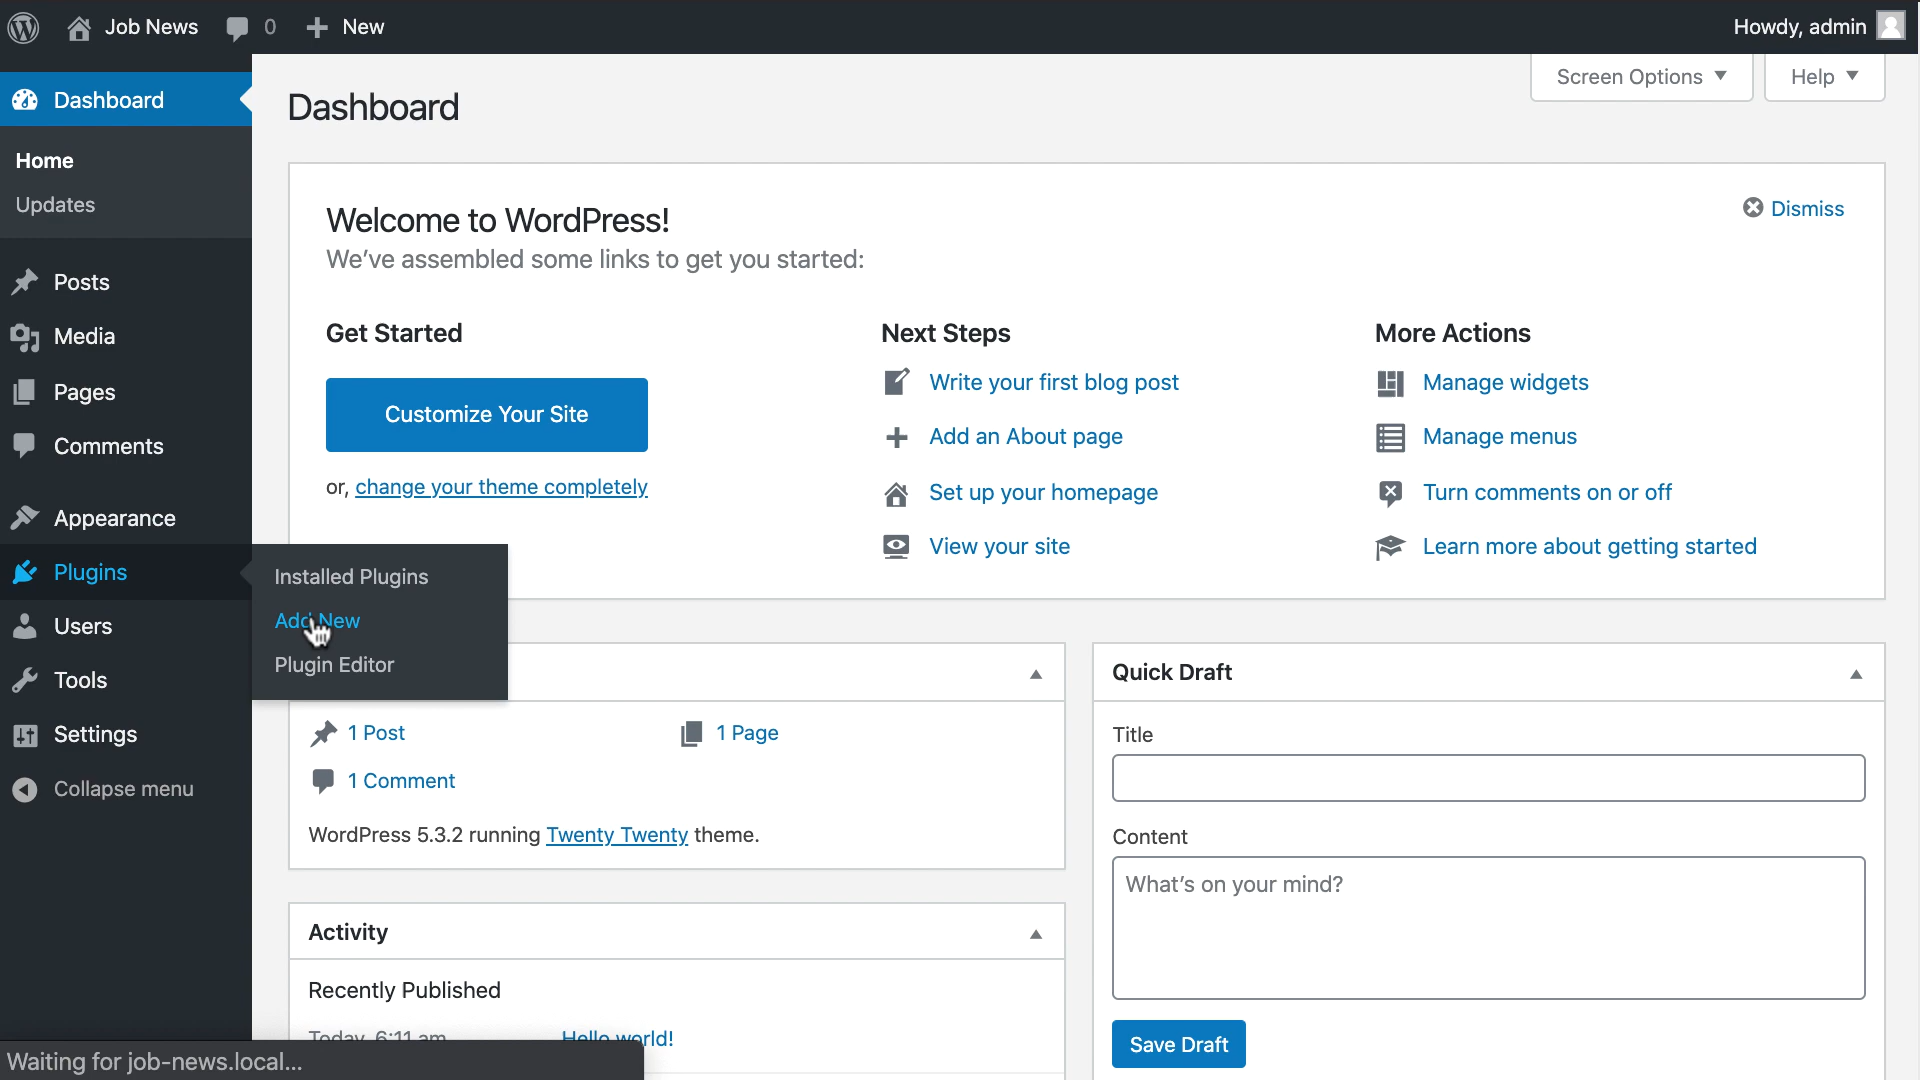 Job News 0 New Howdy, admin
Screen Options Help
Dashboard
Home
Updates
Posts
Media
Pages
Comments
Appearance
Plugins
Users
Tools
Settings
Collapse menu
Installed Plugins
Add New
Plugin Editor
Dashboard
Welcome to WordPress!
We've assembled some links to get you started:
Dismiss
Get Started
Customize Your Site
or, change your theme completely
Next Steps
Write your first blog post
Add an About page
Set up your homepage
View your site
More Actions
Manage widgets
Manage menus
Turn comments on or off
Learn more about getting started
1 Post
1 Page
1 Comment
WordPress 5.3.2 running Twenty Twenty theme.
Activity
Recently Published
Today, 6:11 am Hello world!
Quick Draft
Title
Content
What's on your mind?
Save Draft
Waiting for job-news.local...